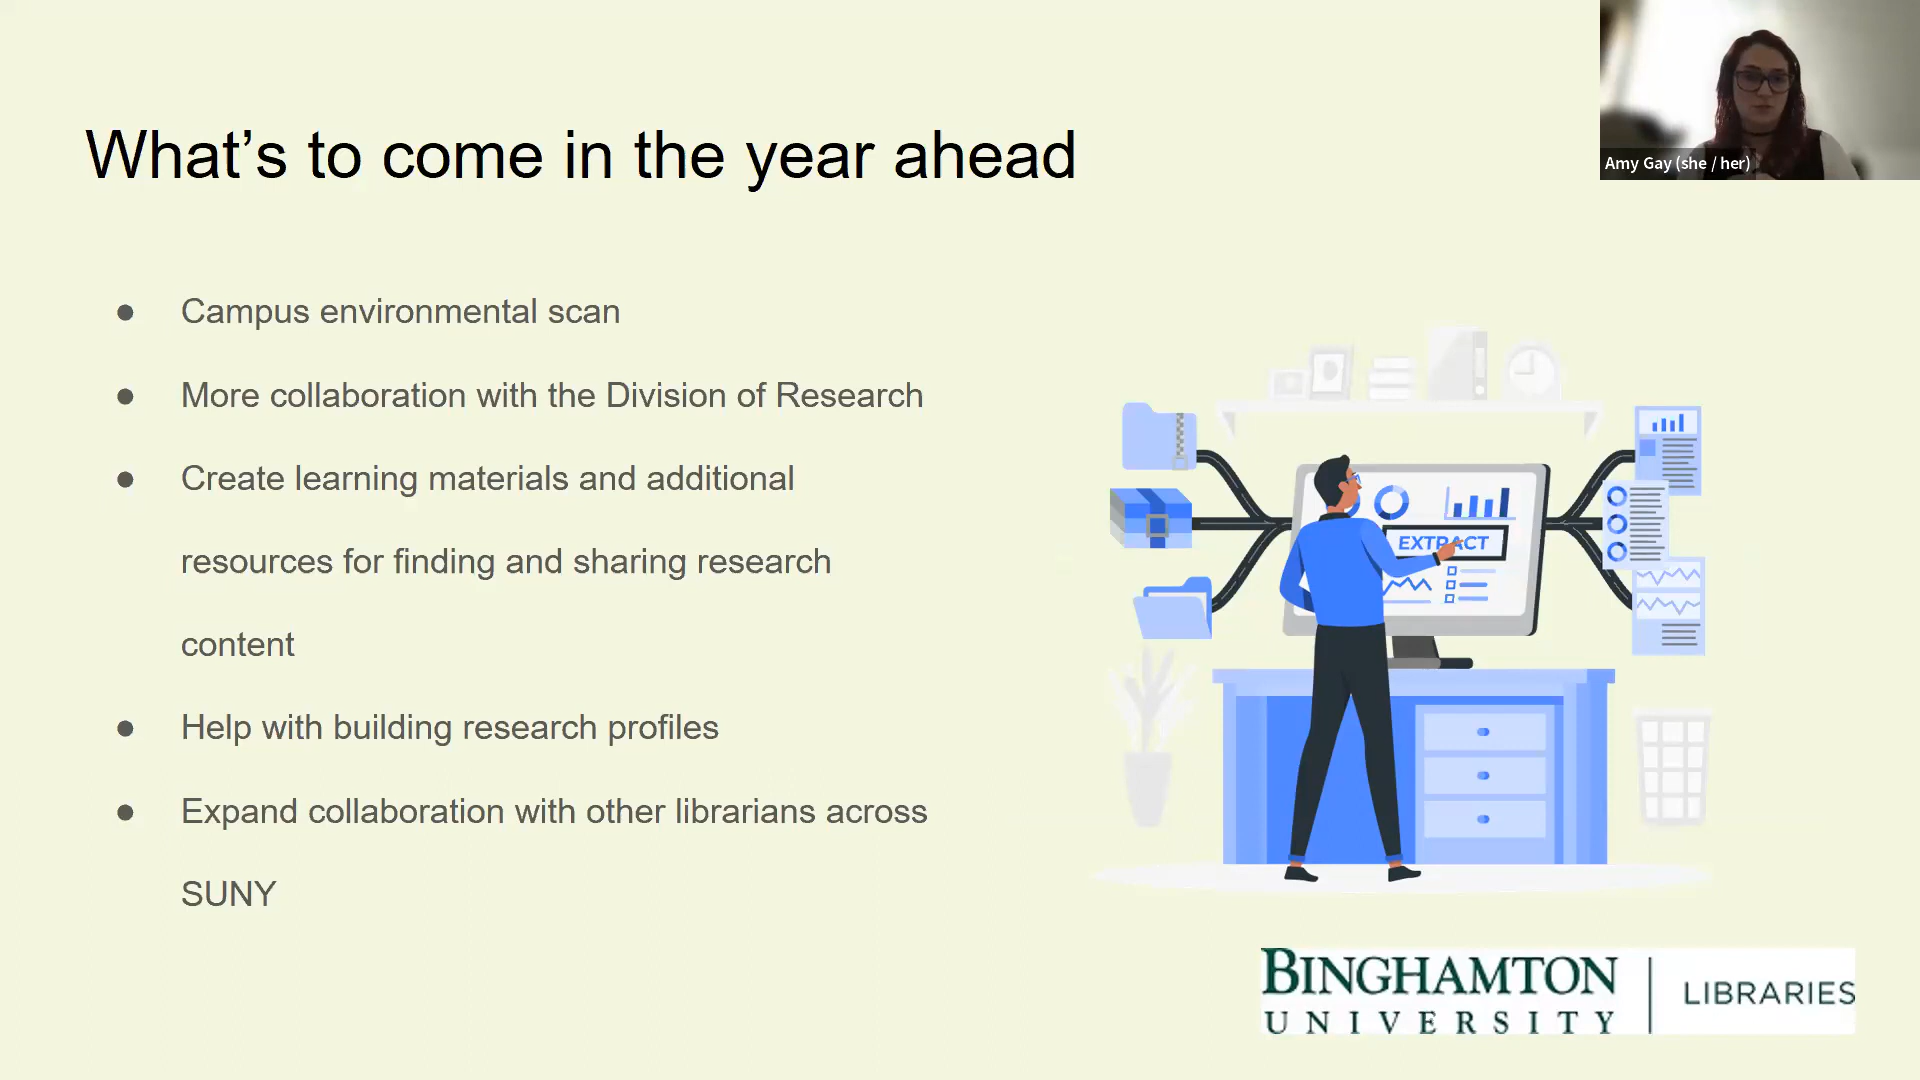 What’s to come in the year ahead
Amy Gay (she / her)
● Campus environmental scan
● More collaboration with the Division of Research
● Create learning materials and additional
resources for finding and sharing research
content
● Help with building research profiles
● Expand collaboration with other librarians across
SUNY
EXTRACT
BINGHAMTON
UNIVERSITY
LIBRARIES